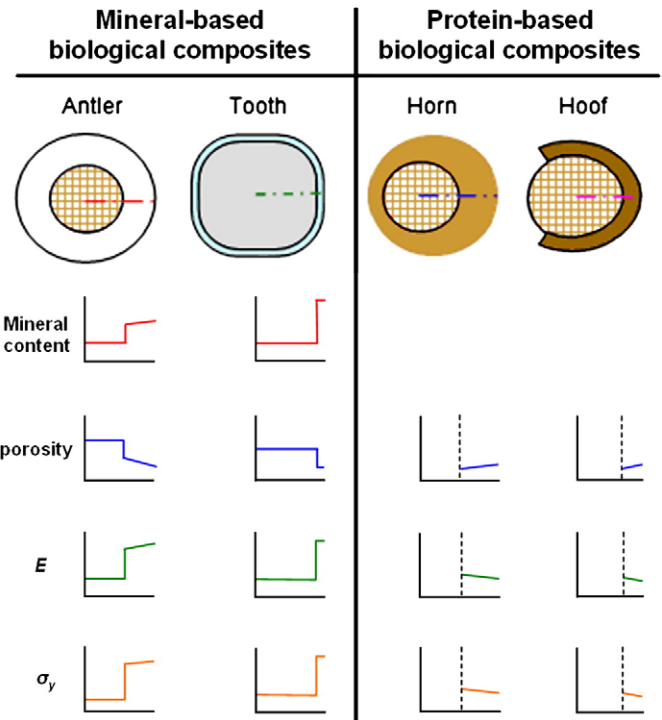 Mineral-based
biological composites
Protein-based
biological composites
Antler
Tooth
Horn
Hoof
Mineral
content
porosity
E
σy